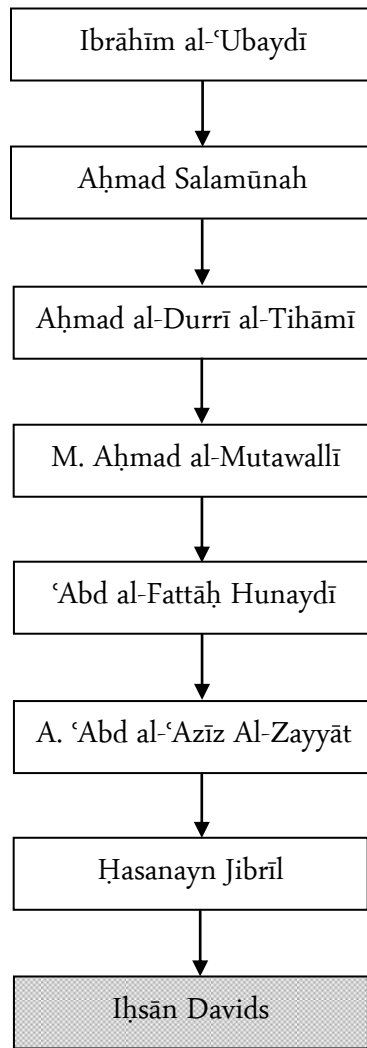 Ibrāhīm al-ʿUbaydī
Aḥmad Salamūnah
Aḥmad al-Durrī al-Tihāmī
M. Aḥmad al-Mutawallī
ʿAbd al-Fattāḥ Hunaydī
A. ʿAbd al-ʿAzīz Al-Zayyāt
Ḥasanayn Jibrīl
Iḥsān Davids